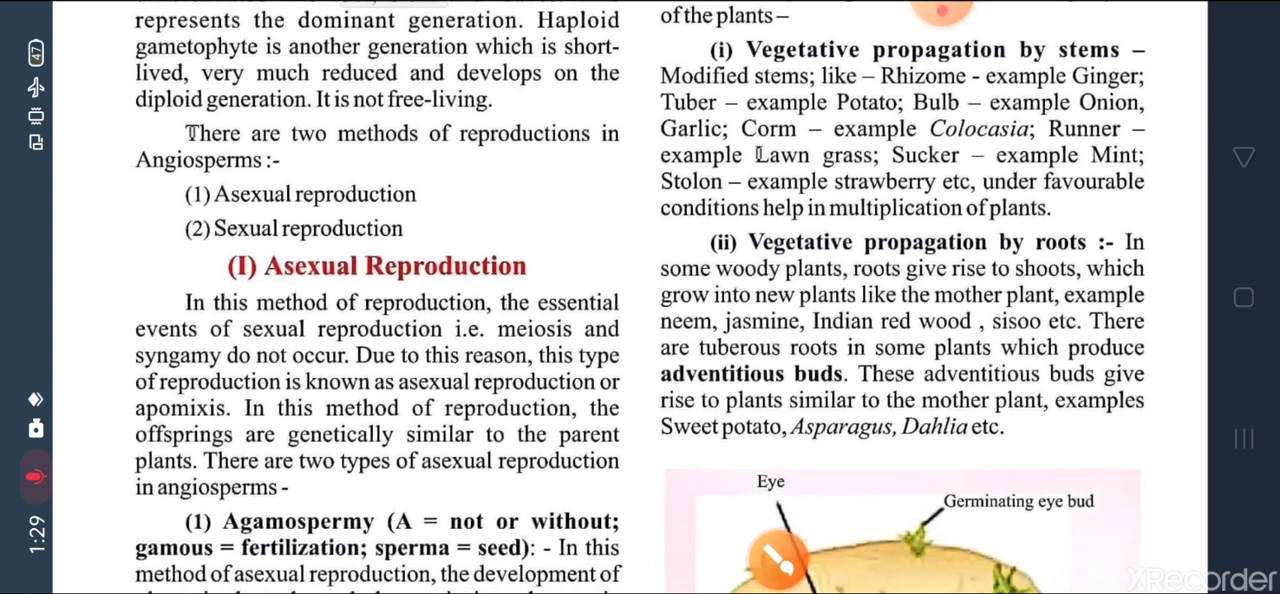 represents the dominant generation. Haploid
gametophyte is another generation which is short-
lived, very much reduced and develops on the
diploid generation. It is not free-living.
There are two methods of reproductions in
Angiosperms :-
(1) Asexual reproduction
(2) Sexual reproduction
(I) Asexual Reproduction
In this method of reproduction, the essential
events of sexual reproduction i.e. meiosis and
syngamy do not occur. Due to this reason, this type
of reproduction is known as asexual reproduction or
apomixis. In this method of reproduction, the
offsprings are genetically similar to the parent
plants. There are two types of asexual reproduction
in angiosperms -
(1) Agamospermy (A = not or without;
gamous = fertilization; sperma = seed): - In this
method of asexual reproduction, the development of
of the plants –
(i) Vegetative propagation by stems –
Modified stems; like – Rhizome - example Ginger;
Tuber – example Potato; Bulb – example Onion,
Garlic; Corm – example Colocasia; Runner –
example Lawn grass; Sucker – example Mint;
Stolon – example strawberry etc, under favourable
conditions help in multiplication of plants.
(ii) Vegetative propagation by roots :- In
some woody plants, roots give rise to shoots, which
grow into new plants like the mother plant, example
neem, jasmine, Indian red wood , sisoo etc. There
are tuberous roots in some plants which produce
adventitious buds. These adventitious buds give
rise to plants similar to the mother plant, examples
Sweet potato, Asparagus, Dahlia etc.
Eye
Germinating eye bud
47
1:29
XRecorder